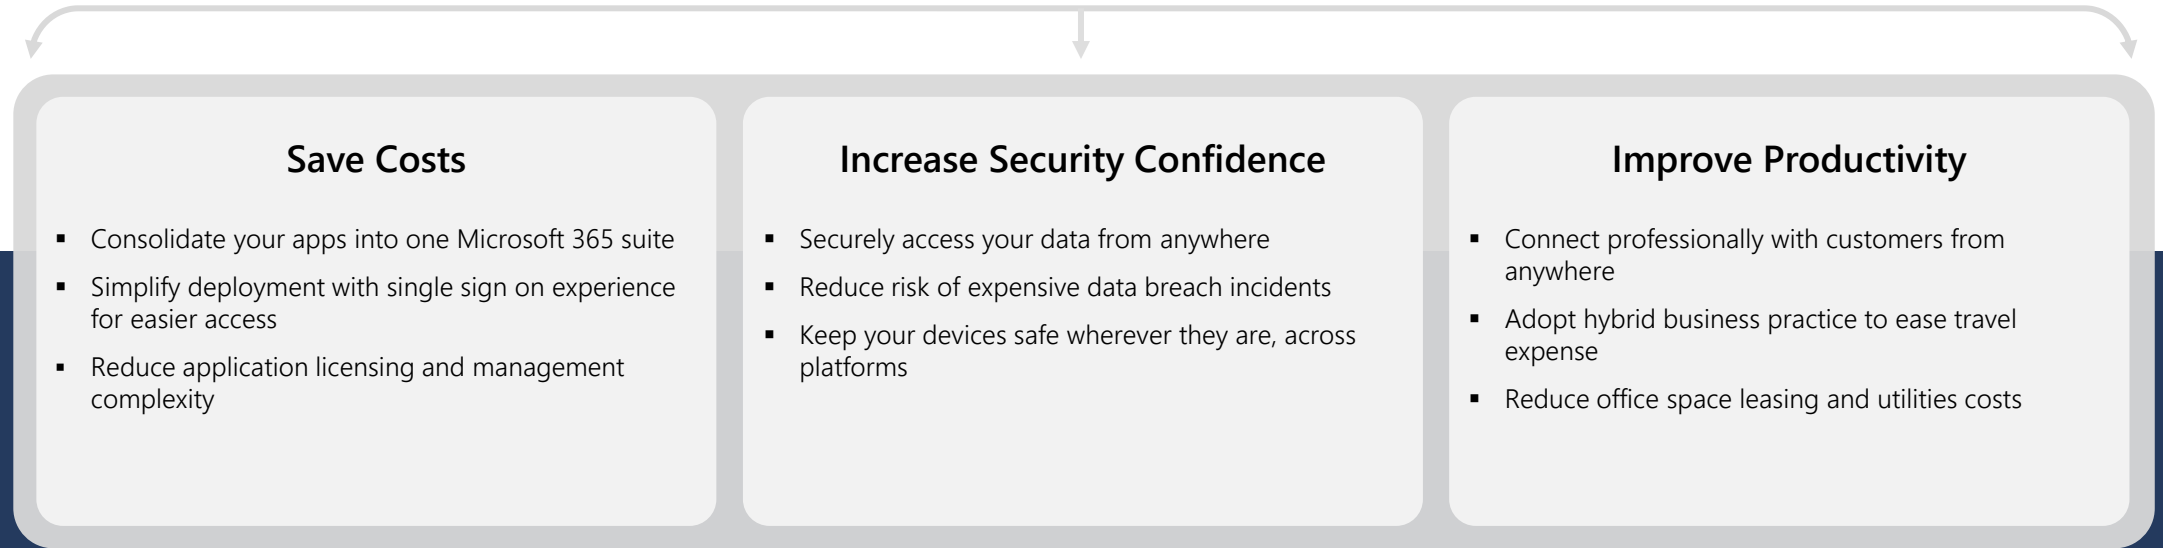 Save Costs
▪ Consolidate your apps into one Microsoft 365 suite
▪ Simplify deployment with single sign on experience
for easier access
▪ Reduce application licensing and management
complexity
Increase Security Confidence
▪ Securely access your data from anywhere
▪ Reduce risk of expensive data breach incidents
▪ Keep your devices safe wherever they are, across
platforms
Improve Productivity
▪ Connect professionally with customers from
anywhere
▪ Adopt hybrid business practice to ease travel
expense
▪ Reduce office space leasing and utilities costs